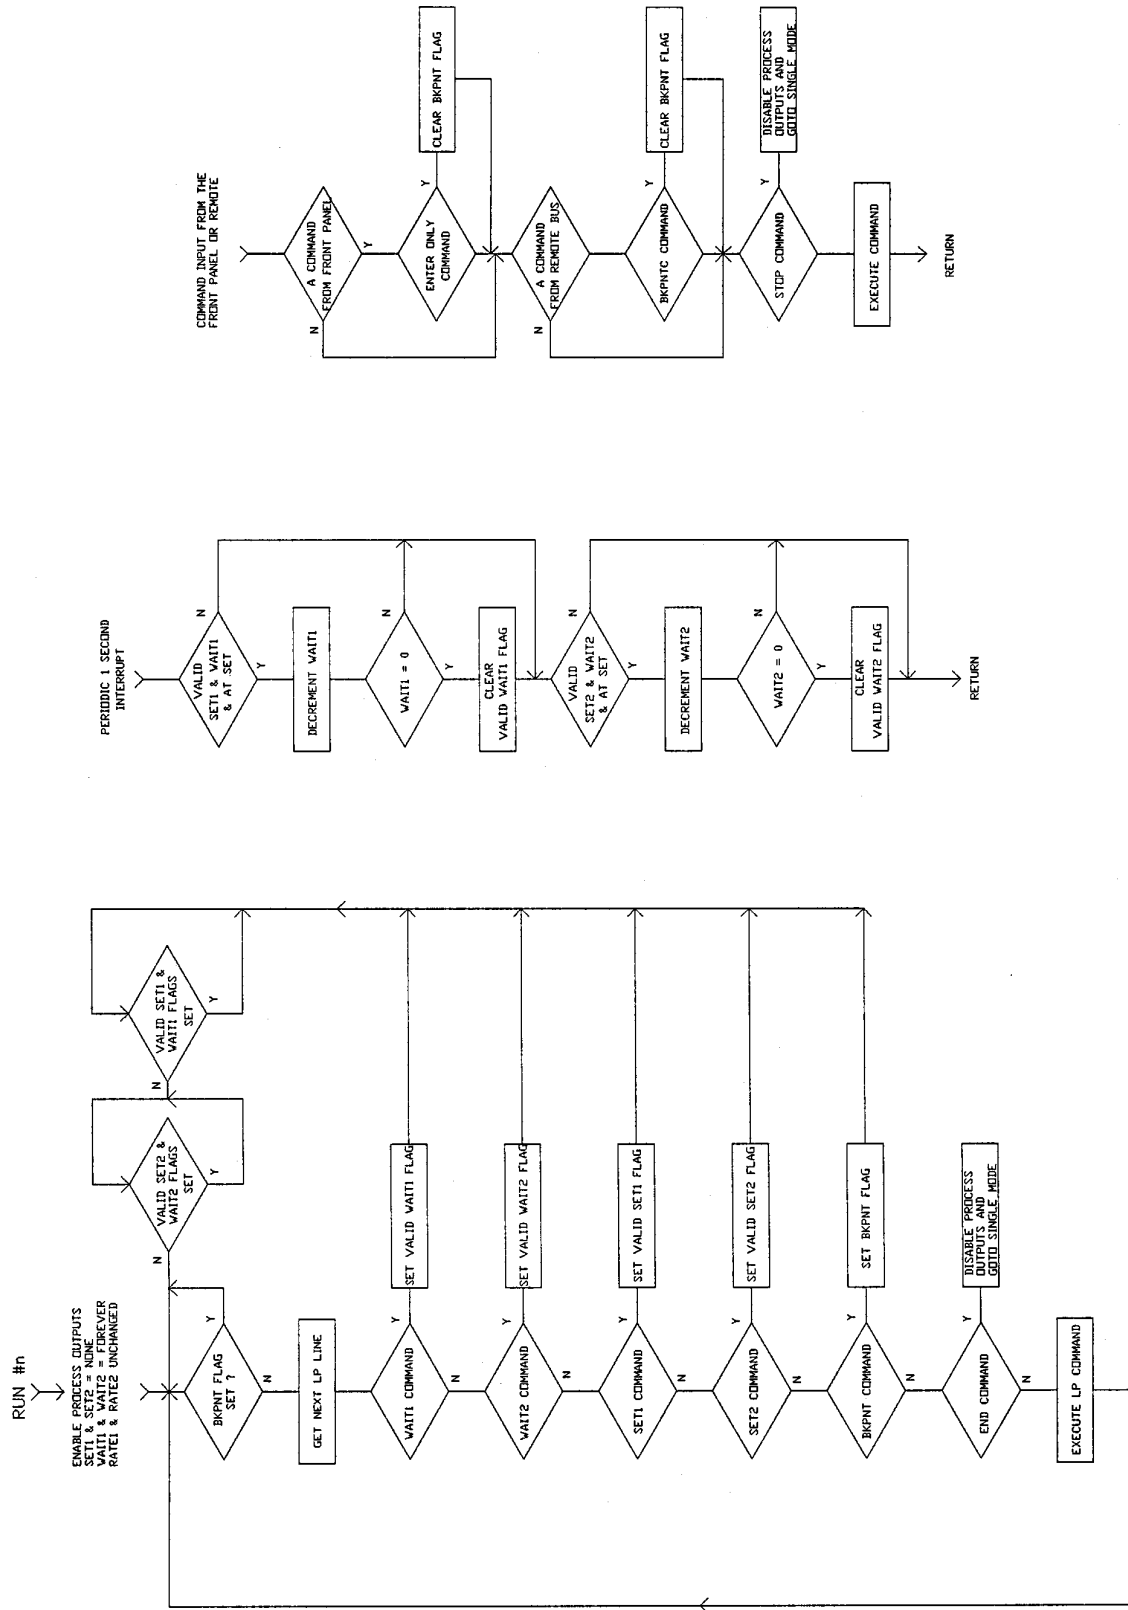 RUN #n
ENABLE PROCESS OUTPUTS
SET1 & SET2 = NONE
WAIT1 & WAIT2 = FOREVER
RATE1 & RATE2 UNCHANGED
N
VALID SET2 &
WAIT2 FLAGS
SET
Y
N
VALID SET1 &
WAIT1 FLAGS
SET
Y
BKPNT FLAG
SET ?
Y
N
GET NEXT LP LINE
WAIT1 COMMAND
Y
SET VALID WAIT1 FLAG
N
WAIT2 COMMAND
Y
SET VALID WAIT2 FLAG
N
SET1 COMMAND
Y
SET VALID SET1 FLAG
N
SET2 COMMAND
Y
SET VALID SET2 FLAG
N
BKPNT COMMAND
Y
SET BKPNT FLAG
N
END COMMAND
Y
DISABLE PROCESS
OUTPUTS AND
GOTO SINGLE MODE
N
EXECUTE LP COMMAND
PERIODIC 1 SECOND
INTERRUPT
VALID
SET1 & WAIT1
& AT SET
N
Y
DECREMENT WAIT1
WAIT1 = 0
N
Y
CLEAR
VALID WAIT1 FLAG
VALID
SET2 & WAIT2
& AT SET
N
Y
DECREMENT WAIT2
WAIT2 = 0
N
Y
CLEAR
VALID WAIT2 FLAG
RETURN
COMMAND INPUT FROM THE
FRONT PANEL OR REMOTE
A COMMAND
FROM FRONT PANEL
N
Y
ENTER ONLY
COMMAND
Y
CLEAR BKPNT FLAG
A COMMAND
FROM REMOTE BUS
N
BKPNTC COMMAND
Y
CLEAR BKPNT FLAG
STOP COMMAND
Y
DISABLE PROCESS
OUTPUTS AND
GOTO SINGLE MODE
EXECUTE COMMAND
RETURN